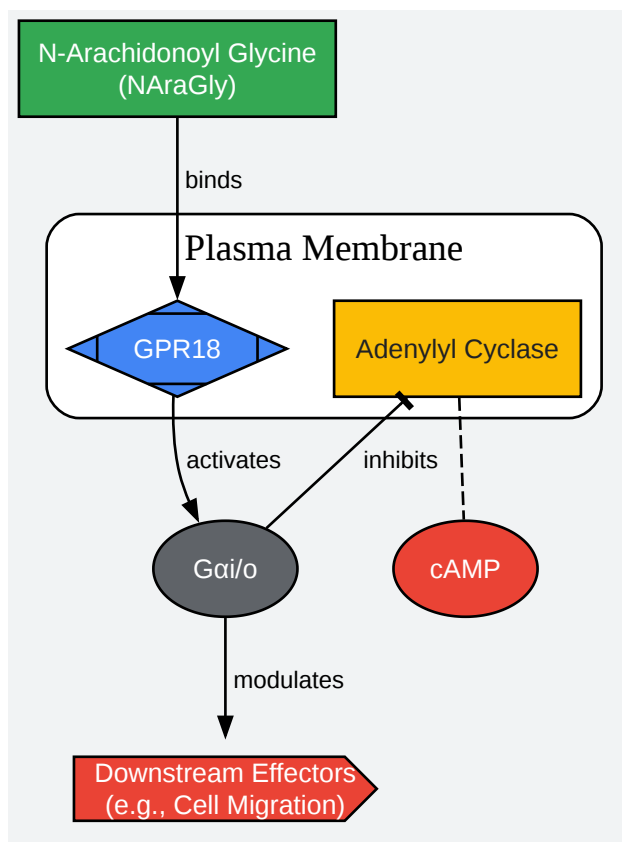 N-Arachidonoyl Glycine
(NAraGly)
binds
Plasma Membrane
GPR18
Adenylyl Cyclase
activates
inhibits
Gαi/o
cAMP
modulates
Downstream Effectors
(e.g., Cell Migration)